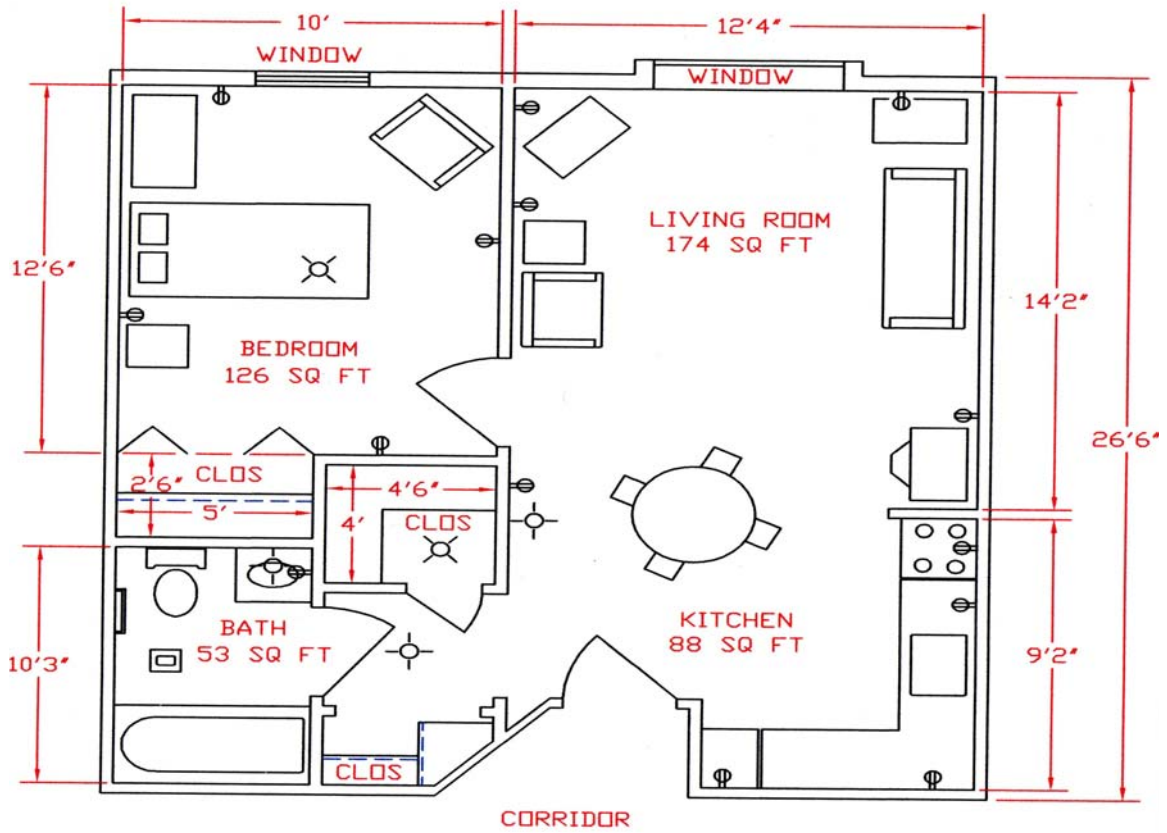 10'
12'4"
WINDOW
WINDOW
LIVING ROOM
174 SQ FT
12'6"
14'2"
BEDROOM
126 SQ FT
26'6"
CLOS
2'6"
4'6"
5'
4'
CLOS
BATH
53 SQ FT
KITCHEN
88 SQ FT
10'3"
9'2"
CLOS
CORRIDOR